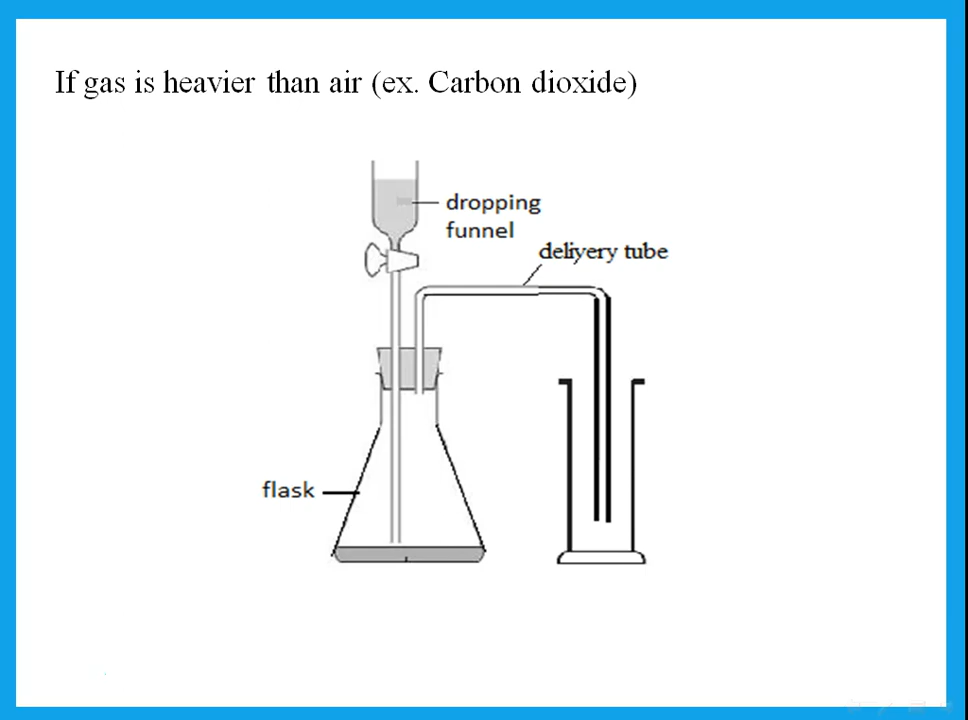 If gas is heavier than air (ex. Carbon dioxide)
dropping
funnel
deliyery tube
flask